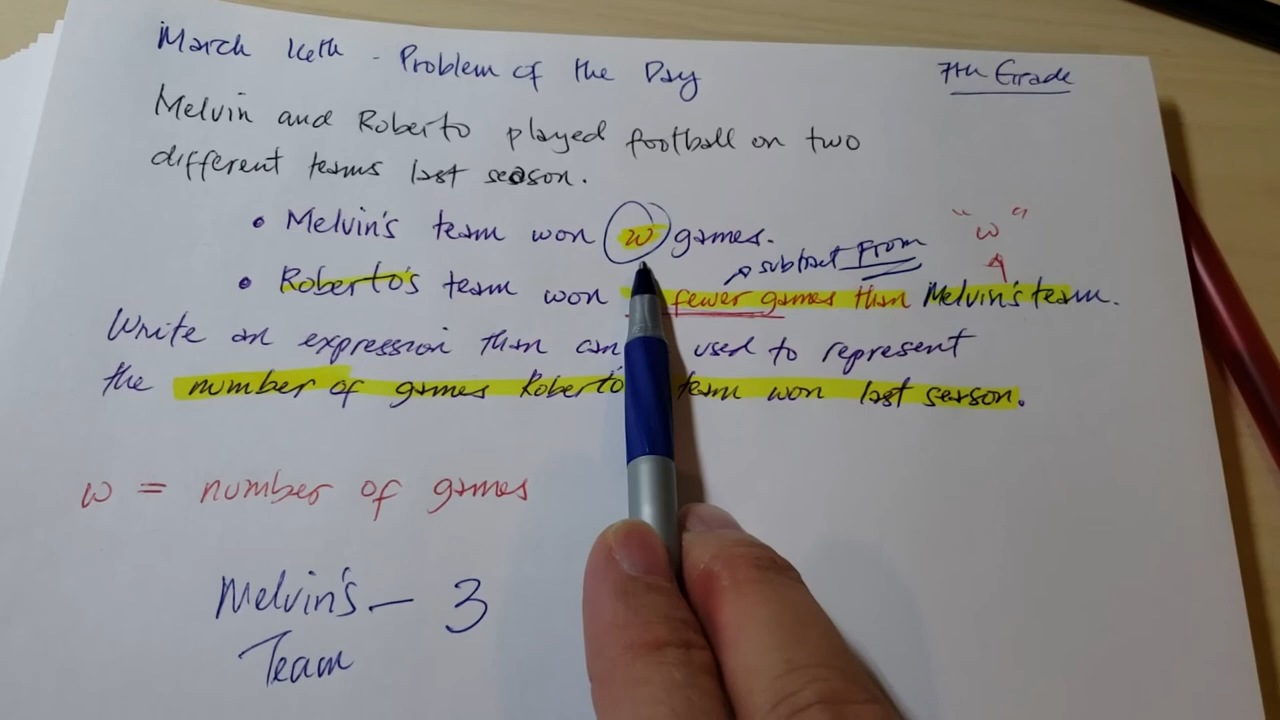 March 16th - Problem of the Day
7th Grade
Melvin and Roberto played football on two
different teams last season.
• Melvin's team won w games.
"w"
subtract From
• Roberto's team won fewer games than Melvin's team.
Write an expression than can used to represent
the number of games Roberto team won last season.
w = number of games
Melvin's - 3
Team